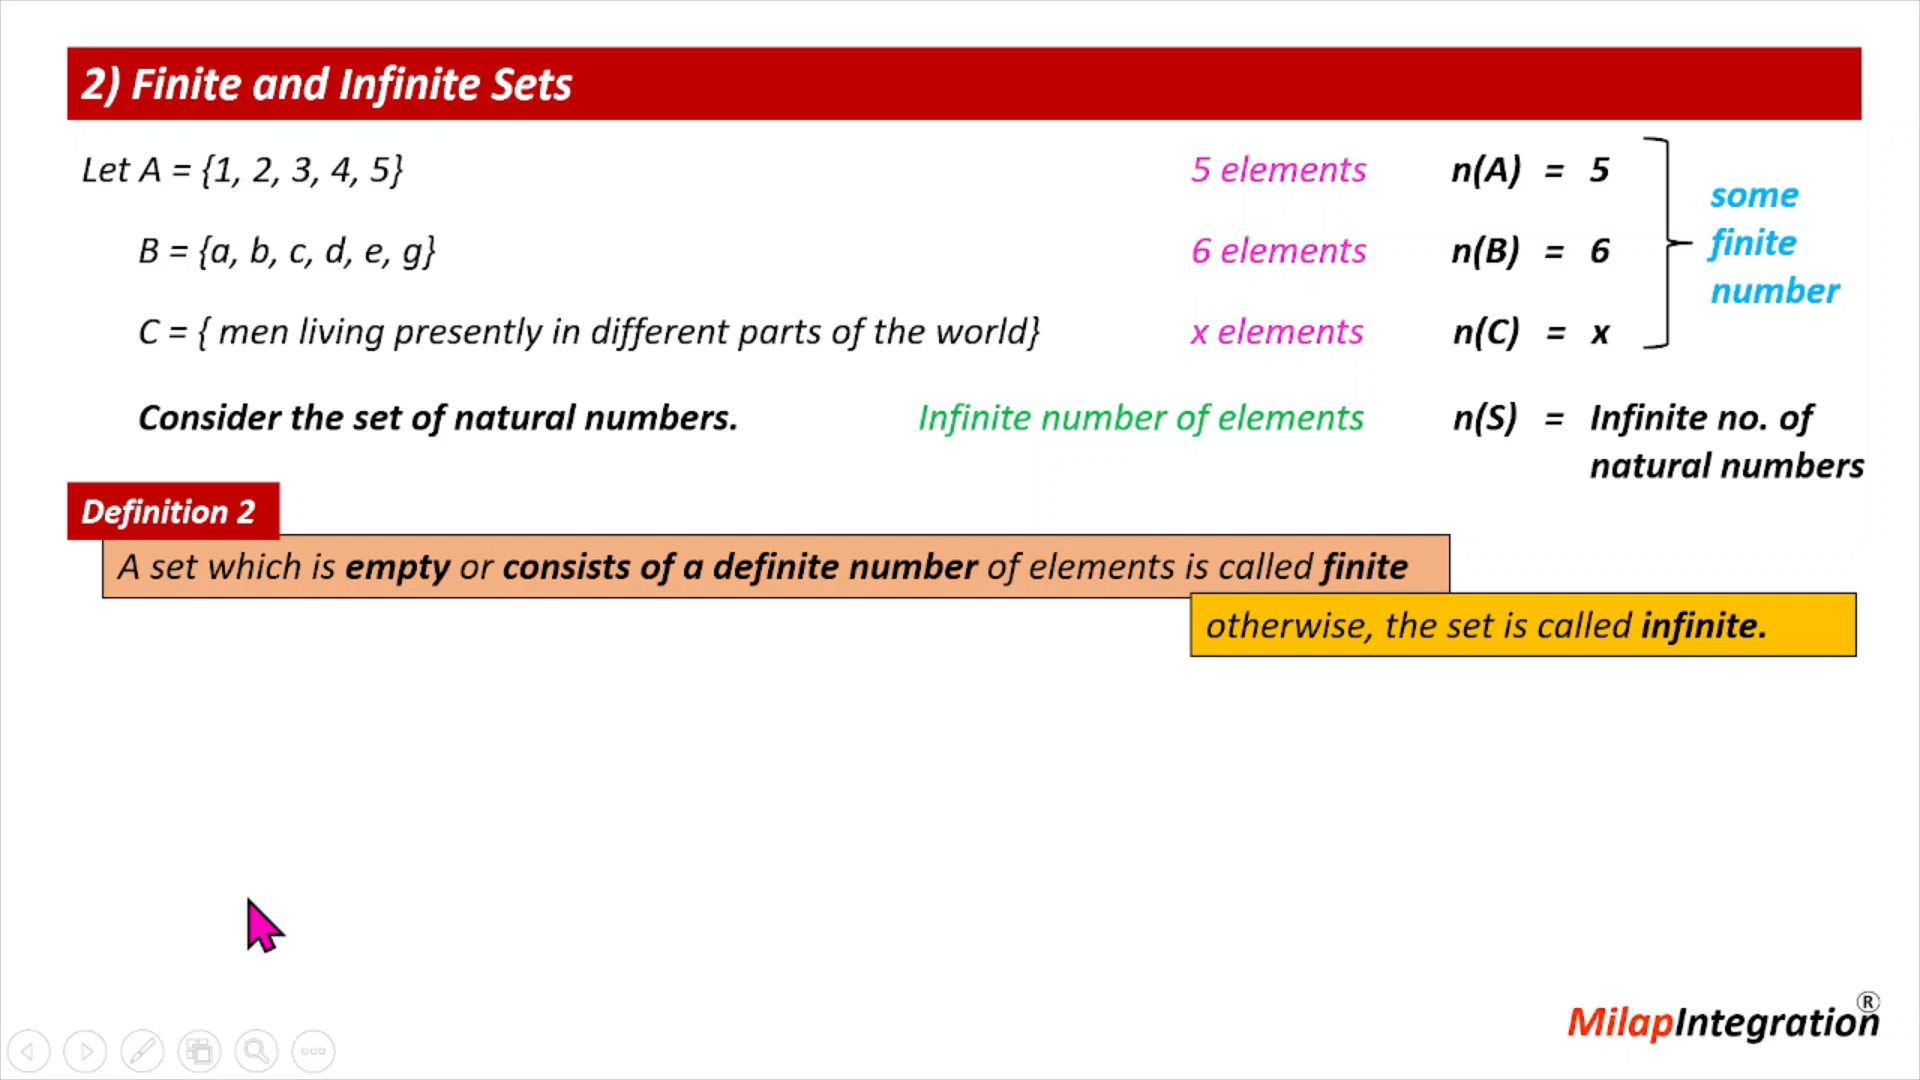 2) Finite and Infinite Sets
Let A = {1, 2, 3, 4, 5} 5 elements n(A) = 5
B = {a, b, c, d, e, g} 6 elements n(B) = 6
C = { men living presently in different parts of the world} x elements n(C) = x
some
finite
number
Consider the set of natural numbers. Infinite number of elements n(S) = Infinite no. of
natural numbers
Definition 2
A set which is empty or consists of a definite number of elements is called finite
otherwise, the set is called infinite.
MilapIntegration®